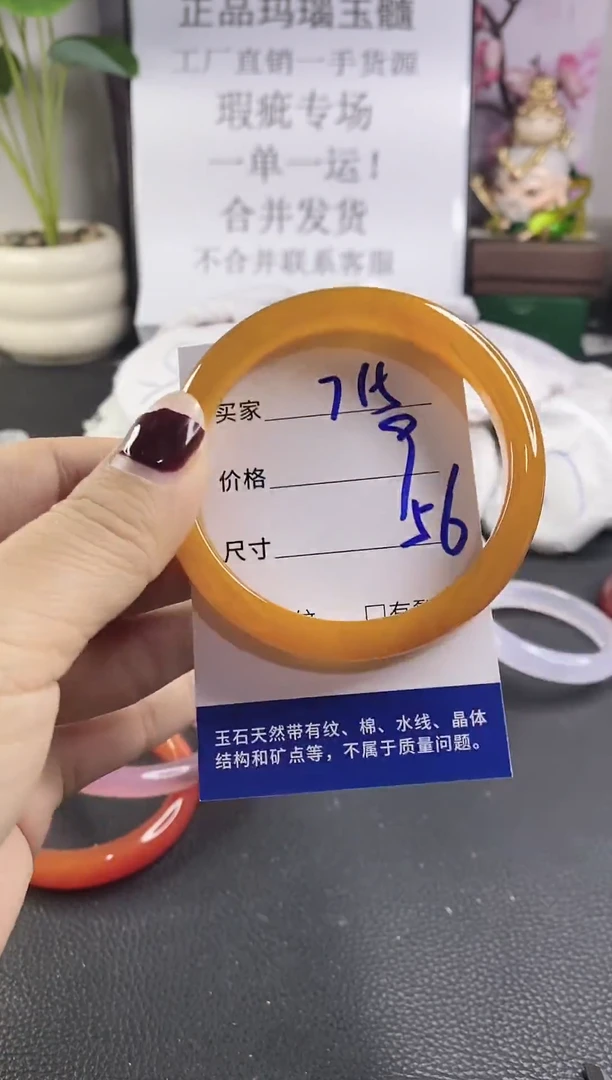 正品玛瑙玉髓
工厂直销一手货源
瑕疵专场
一单一运！
合并发货
不合并联系客服
买家
价格
尺寸 56
纹 □有裂
玉石天然带有纹、棉、水线、晶体
结构和矿点等，不属于质量问题。